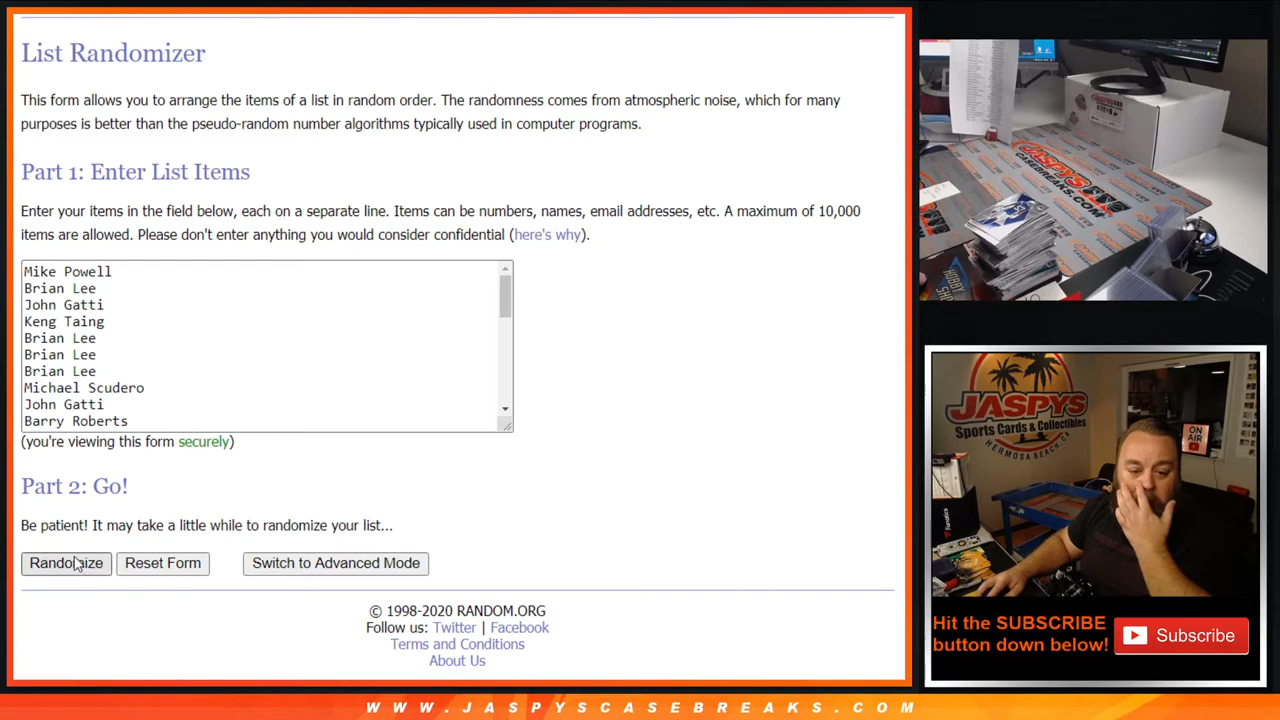 List Randomizer
This form allows you to arrange the items of a list in random order. The randomness comes from atmospheric noise, which for many
purposes is better than the pseudo-random number algorithms typically used in computer programs.
Part 1: Enter List Items
Enter your items in the field below, each on a separate line. Items can be numbers, names, email addresses, etc. A maximum of 10,000
items are allowed. Please don't enter anything you would consider confidential (here's why).
Mike Powell
Brian Lee
John Gatti
Keng Taing
Brian Lee
Brian Lee
Brian Lee
Michael Scudero
John Gatti
Barry Roberts
(you're viewing this form securely)
Part 2: Go!
Be patient! It may take a little while to randomize your list...
Randomize Reset Form Switch to Advanced Mode
© 1998-2020 RANDOM.ORG
Follow us: Twitter | Facebook
Terms and Conditions
About Us
JASPYS
CASEBREAKS.COM
HOBBY
JASPYS
Sports Cards & Collectibles
HERMOSA BEACH, CA
ON
AIR
Fanatics
Hit the SUBSCRIBE
button down below!
Subscribe
WWW.JASPYSCASEBREAKS.COM